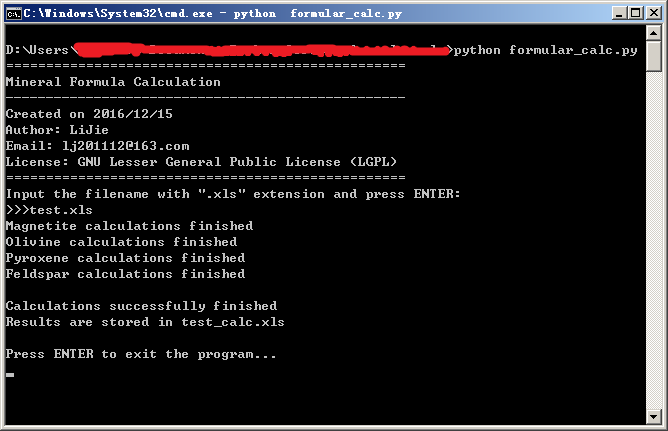 C:\Windows\System32\cmd.exe - python  formular_calc.py
D:\Users\ >python formular_calc.py
==================================================
Mineral Formula Calculation
--------------------------------------------------
Created on 2016/12/15
Author: LiJie
Email: lj201112@163.com
License: GNU Lesser General Public License (LGPL)
==================================================
Input the filename with ".xls" extension and press ENTER:
>>>test.xls
Magnetite calculations finished
Olivine calculations finished
Pyroxene calculations finished
Feldspar calculations finished
Calculations successfully finished
Results are stored in test_calc.xls
Press ENTER to exit the program...